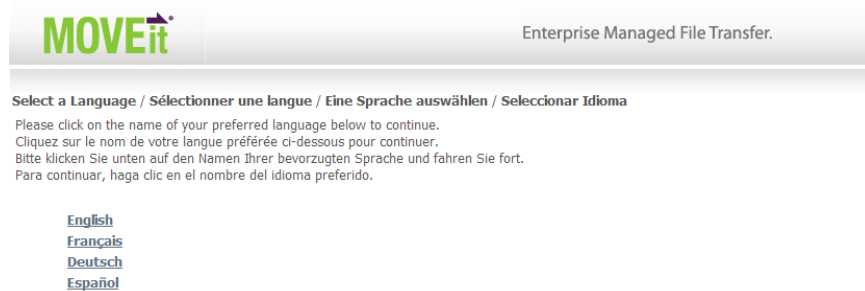 MOVEit
Enterprise Managed File Transfer.
Select a Language / Sélectionner une langue / Eine Sprache auswählen / Seleccionar Idioma
Please click on the name of your preferred language below to continue.
Cliquez sur le nom de votre langue préférée ci-dessous pour continuer.
Bitte klicken Sie unten auf den Namen Ihrer bevorzugten Sprache und fahren Sie fort.
Para continuar, haga clic en el nombre del idioma preferido.
English
Français
Deutsch
Español